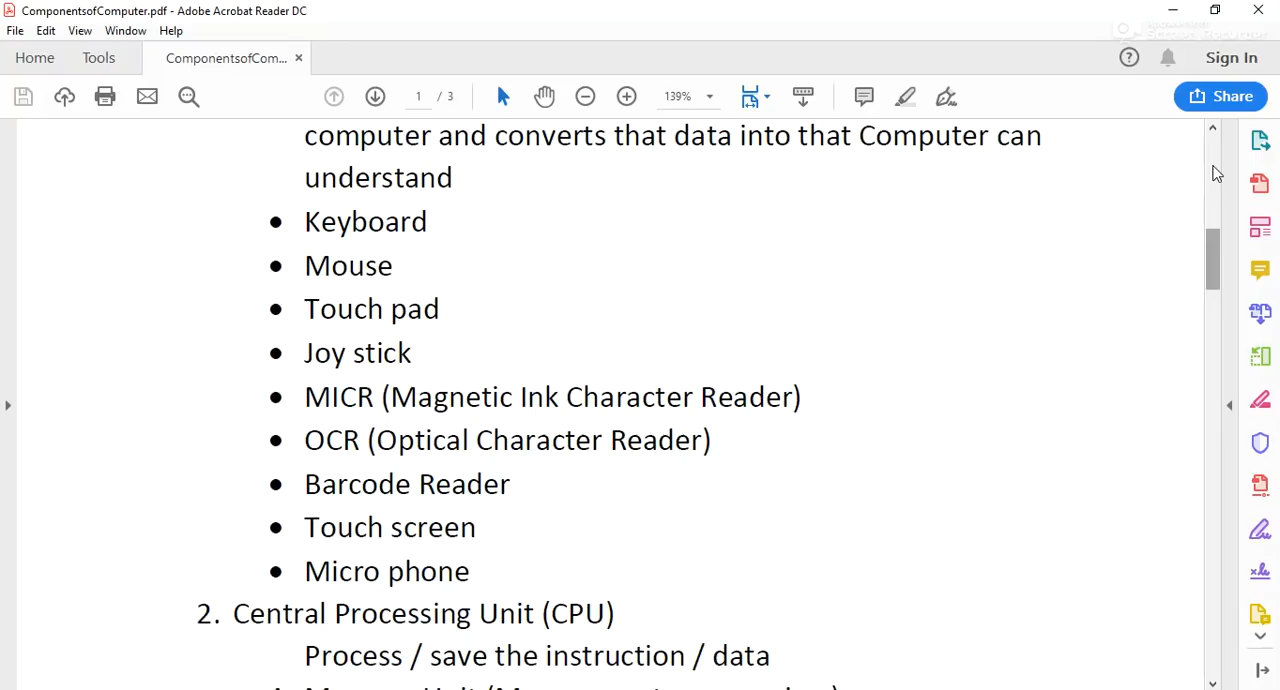 ComponentsofComputer.pdf - Adobe Acrobat Reader DC
File Edit View Window Help
Home Tools ComponentsofCom... × Sign In
1 / 3 139% Share
computer and converts that data into that Computer can
understand
• Keyboard
• Mouse
• Touch pad
• Joy stick
• MICR (Magnetic Ink Character Reader)
• OCR (Optical Character Reader)
• Barcode Reader
• Touch screen
• Micro phone
2. Central Processing Unit (CPU)
Process / save the instruction / data